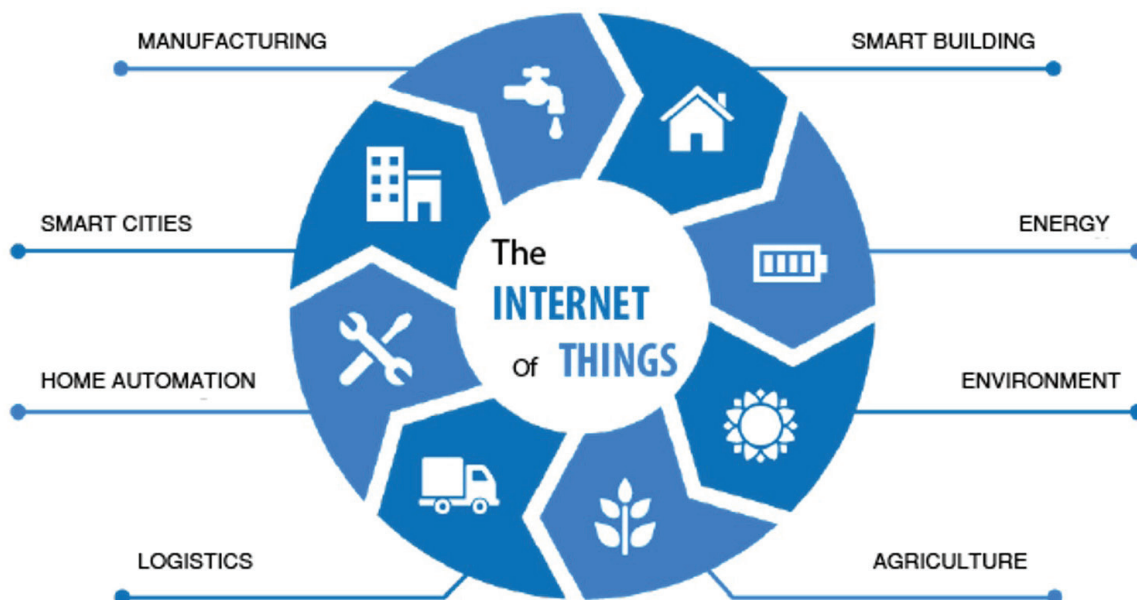 MANUFACTURING
SMART BUILDING
SMART CITIES
ENERGY
The
INTERNET
Of THINGS
HOME AUTOMATION
ENVIRONMENT
LOGISTICS
AGRICULTURE